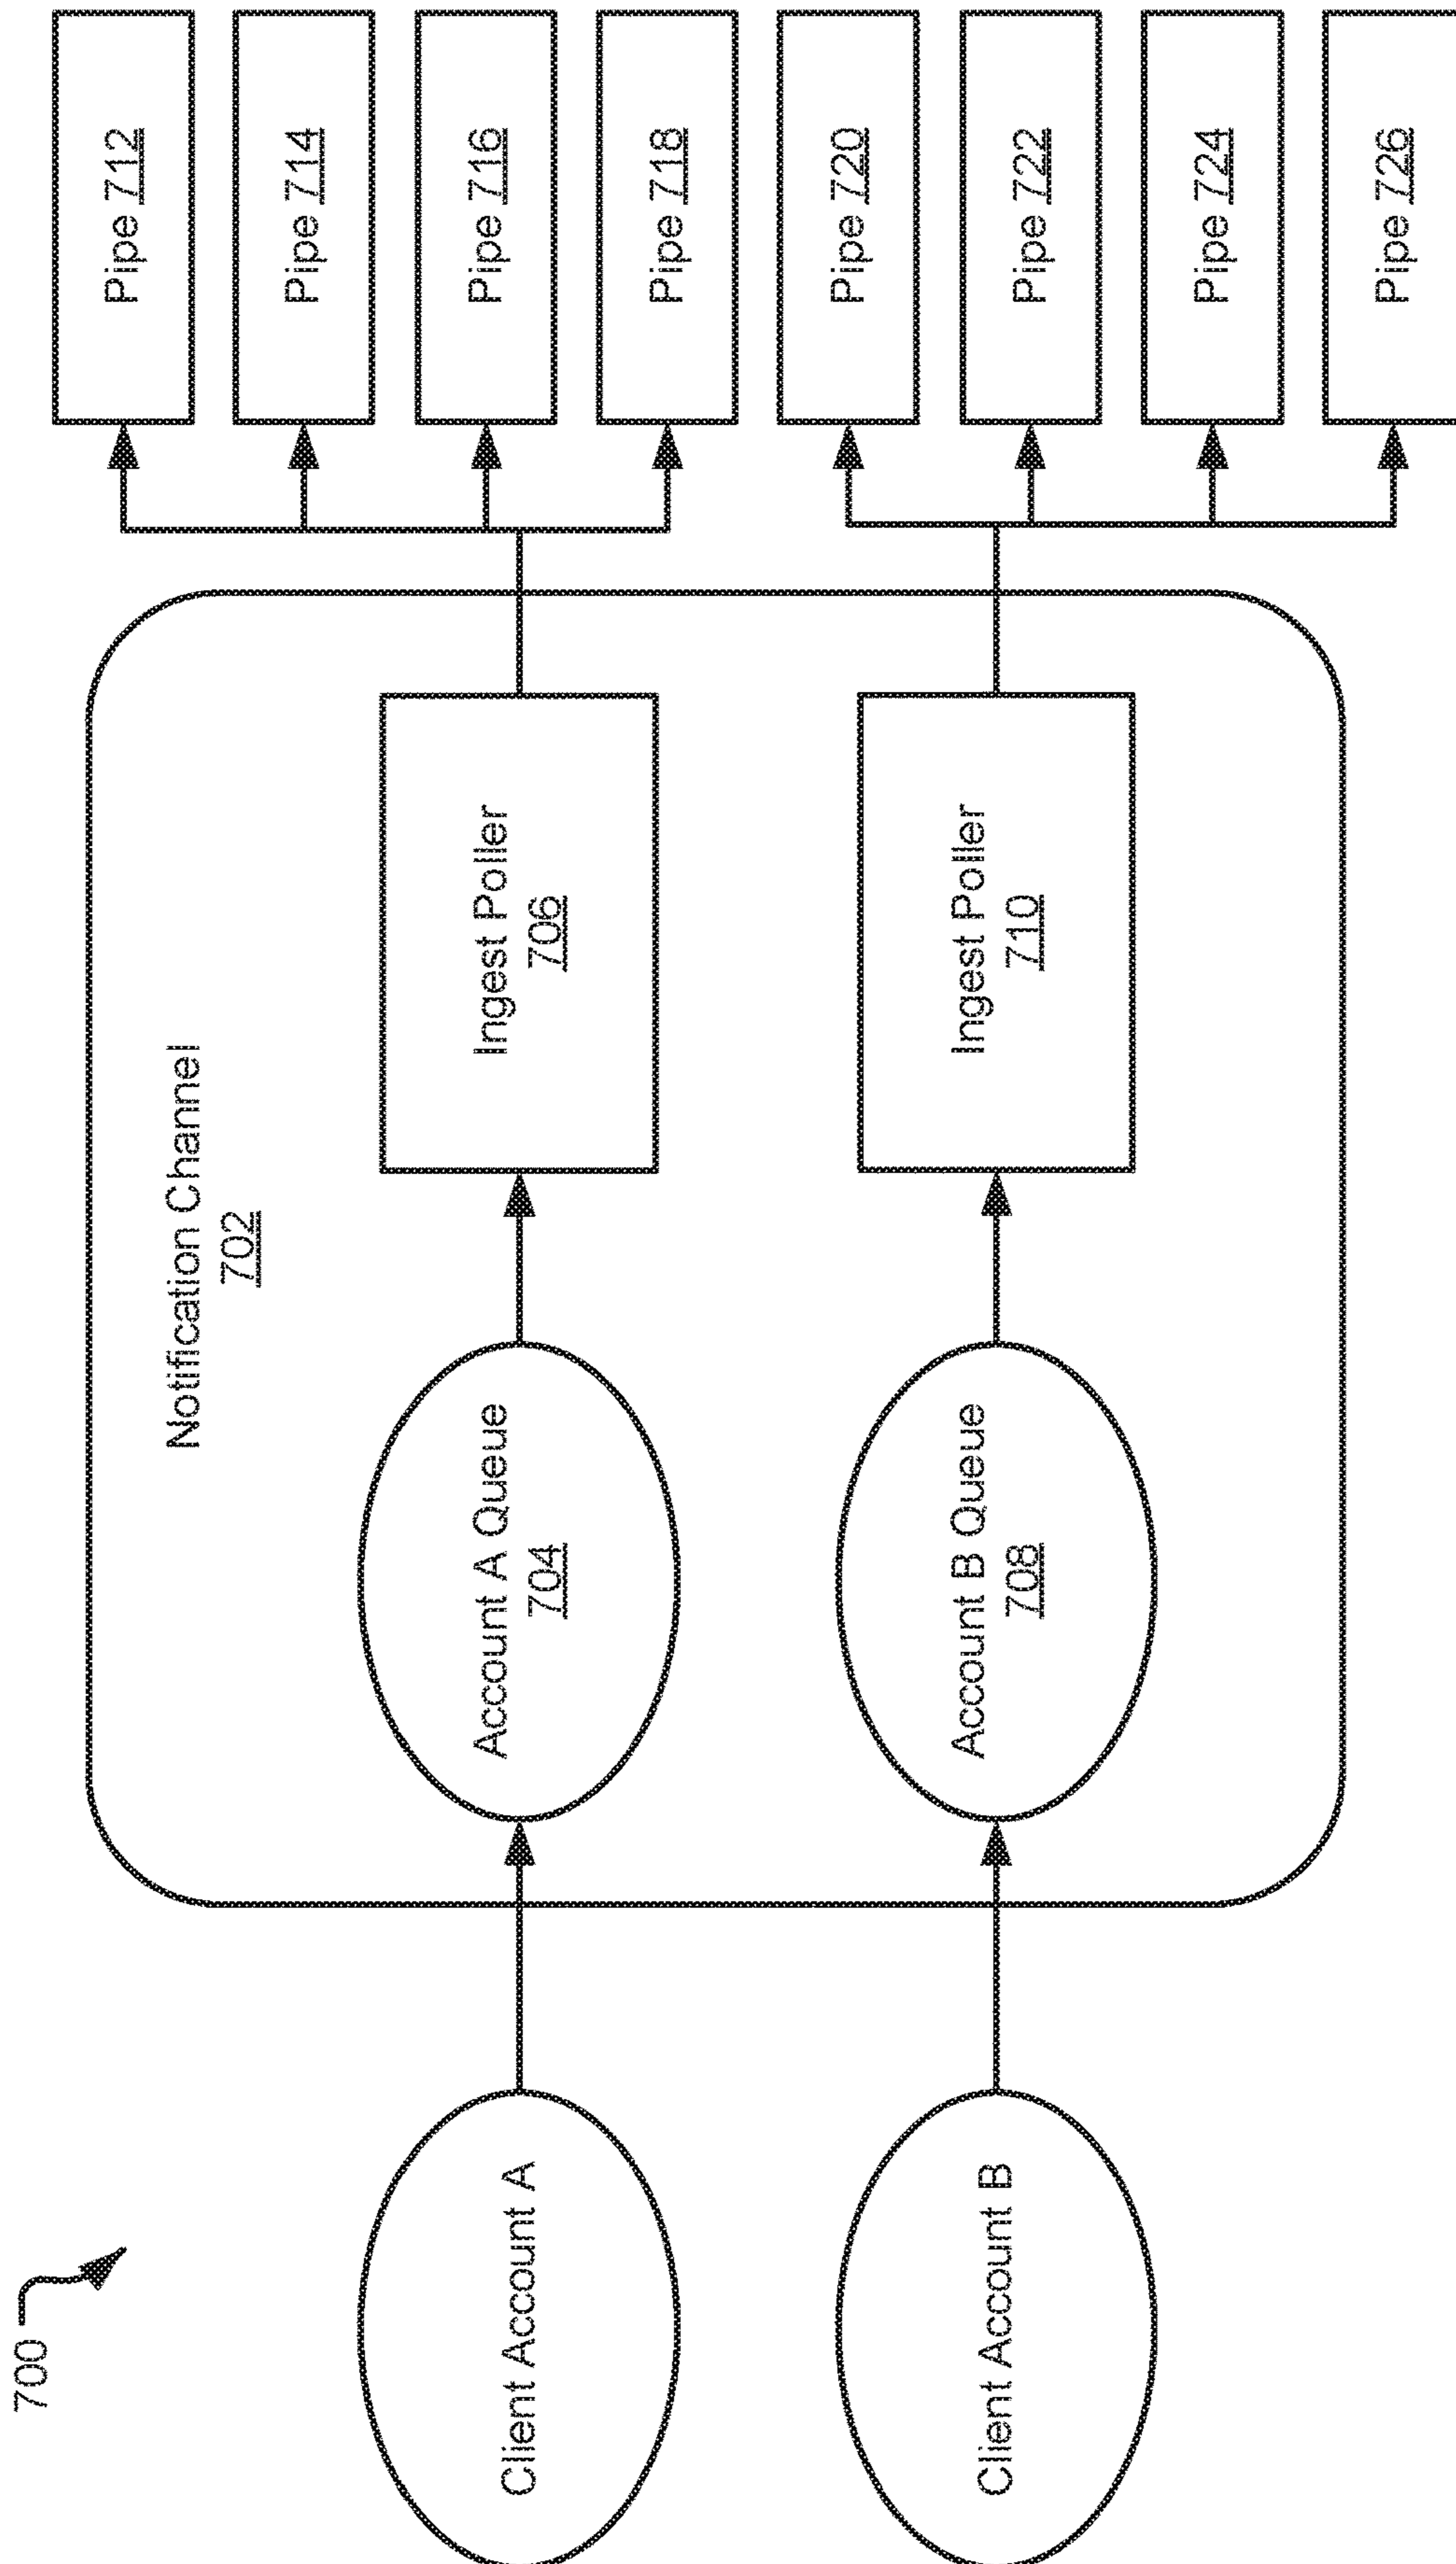 700
Notification Channel
702
Client Account A
Account A Queue
704
Ingest Poller
706
Client Account B
Account B Queue
708
Ingest Poller
710
Pipe 712
Pipe 714
Pipe 716
Pipe 718
Pipe 720
Pipe 722
Pipe 724
Pipe 726